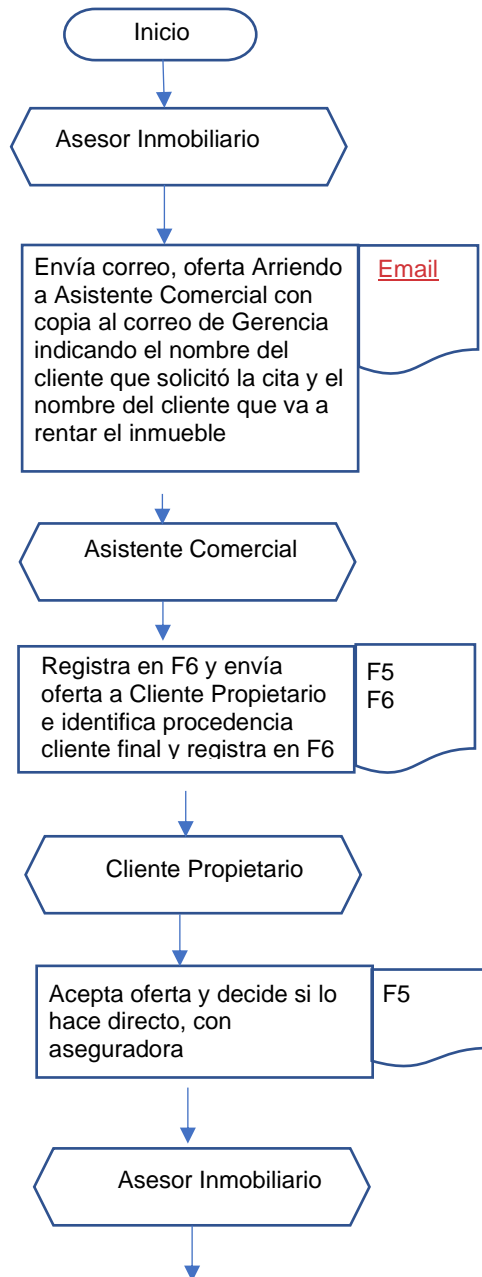 Inicio
Asesor Inmobiliario
Envía correo, oferta Arriendo
a Asistente Comercial con
copia al correo de Gerencia
indicando el nombre del
cliente que solicitó la cita y el
nombre del cliente que va a
rentar el inmueble
Email
Asistente Comercial
Registra en F6 y envía
oferta a Cliente Propietario
e identifica procedencia
cliente final y registra en F6
F5
F6
Cliente Propietario
Acepta oferta y decide si lo
hace directo, con
aseguradora
F5
Asesor Inmobiliario